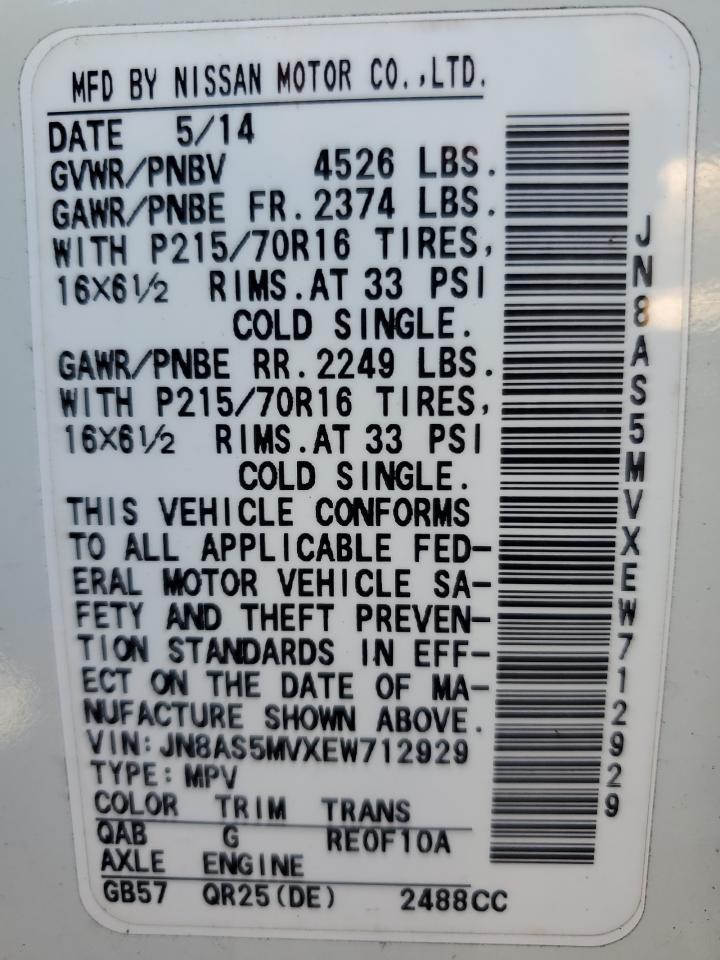 MFD BY NISSAN MOTOR CO.,LTD.
DATE 5/14
GVWR/PNBV 4526 LBS.
GAWR/PNBE FR.2374 LBS.
WITH P215/70R16 TIRES,
16X6½ RIMS.AT 33 PSI
COLD SINGLE.
GAWR/PNBE RR.2249 LBS.
WITH P215/70R16 TIRES,
16X6½ RIMS.AT 33 PSI
COLD SINGLE.
THIS VEHICLE CONFORMS
TO ALL APPLICABLE FED-
ERAL MOTOR VEHICLE SA-
FETY AND THEFT PREVEN-
TION STANDARDS IN EFF-
ECT ON THE DATE OF MA-
NUFACTURE SHOWN ABOVE.
VIN:JN8AS5MVXEW712929
TYPE:MPV
COLOR TRIM TRANS
QAB G RE0F10A
AXLE ENGINE
GB57 QR25(DE) 2488CC
JN8AS5MVXEW712929